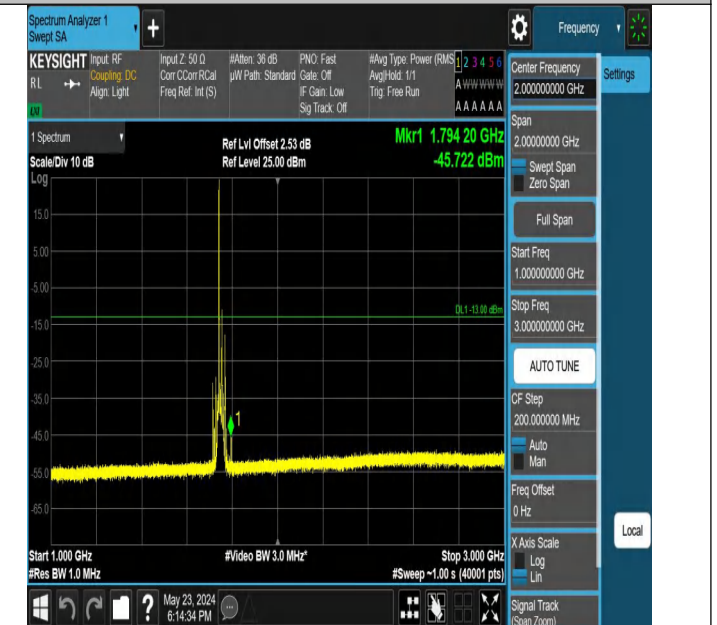 Spectrum Analyzer 1
Swept SA
+
Frequency
KEYSIGHT
RL
Input: RF
Coupling: DC
Align: Light
Input Z: 50 Ω
Corr CCorr RCal
Freq Ref: Int (S)
#Atten: 36 dB
µW Path: Standard
PNO: Fast
Gate: Off
IF Gain: Low
Sig Track: Off
#Avg Type: Power (RMS
Avg|Hold: 1/1
Trig: Free Run
1 2 3 4 5 6
A W W W W W
A A A A A A
1 Spectrum
Scale/Div 10 dB
Log
Ref Lvl Offset 2.53 dB
Ref Level 25.00 dBm
Mkr1 1.794 20 GHz
-45.722 dBm
15.0
5.00
-5.00
DL1 -13.00 dBm
-15.0
-25.0
-35.0
1
-45.0
-55.0
-65.0
Start 1.000 GHz
#Video BW 3.0 MHz*
Stop 3.000 GHz
#Res BW 1.0 MHz
#Sweep ~1.00 s (40001 pts)
?
May 23, 2024
6:14:34 PM
Center Frequency
2.000000000 GHz
Settings
Span
2.00000000 GHz
Swept Span
Zero Span
Full Span
Start Freq
1.000000000 GHz
Stop Freq
3.000000000 GHz
AUTO TUNE
CF Step
200.000000 MHz
Auto
Man
Freq Offset
0 Hz
X Axis Scale
Log
Lin
Local
Signal Track
(Span Zoom)